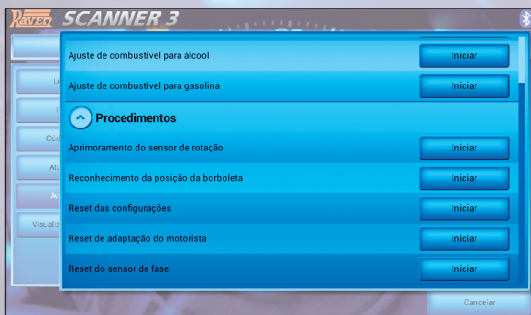 Raven SCANNER 3
Ajuste de combustível para álcool Iniciar
Ajuste de combustível para gasolina Iniciar
Procedimentos
Aprimoramento do sensor de rotação Iniciar
Reconhecimento da posição da borboleta Iniciar
Reset das configurações Iniciar
Reset de adaptação do motorista Iniciar
Reset do sensor de fase Iniciar
Cancelar